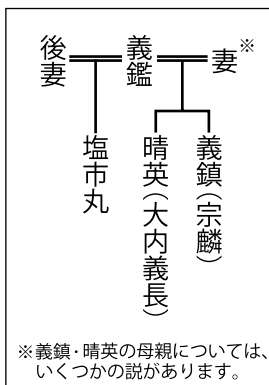 妻※
義鑑
後妻
義鎮(宗麟)
晴英(大内義長)
塩市丸
※義鎮・晴英の母親については、
いくつかの説があります。